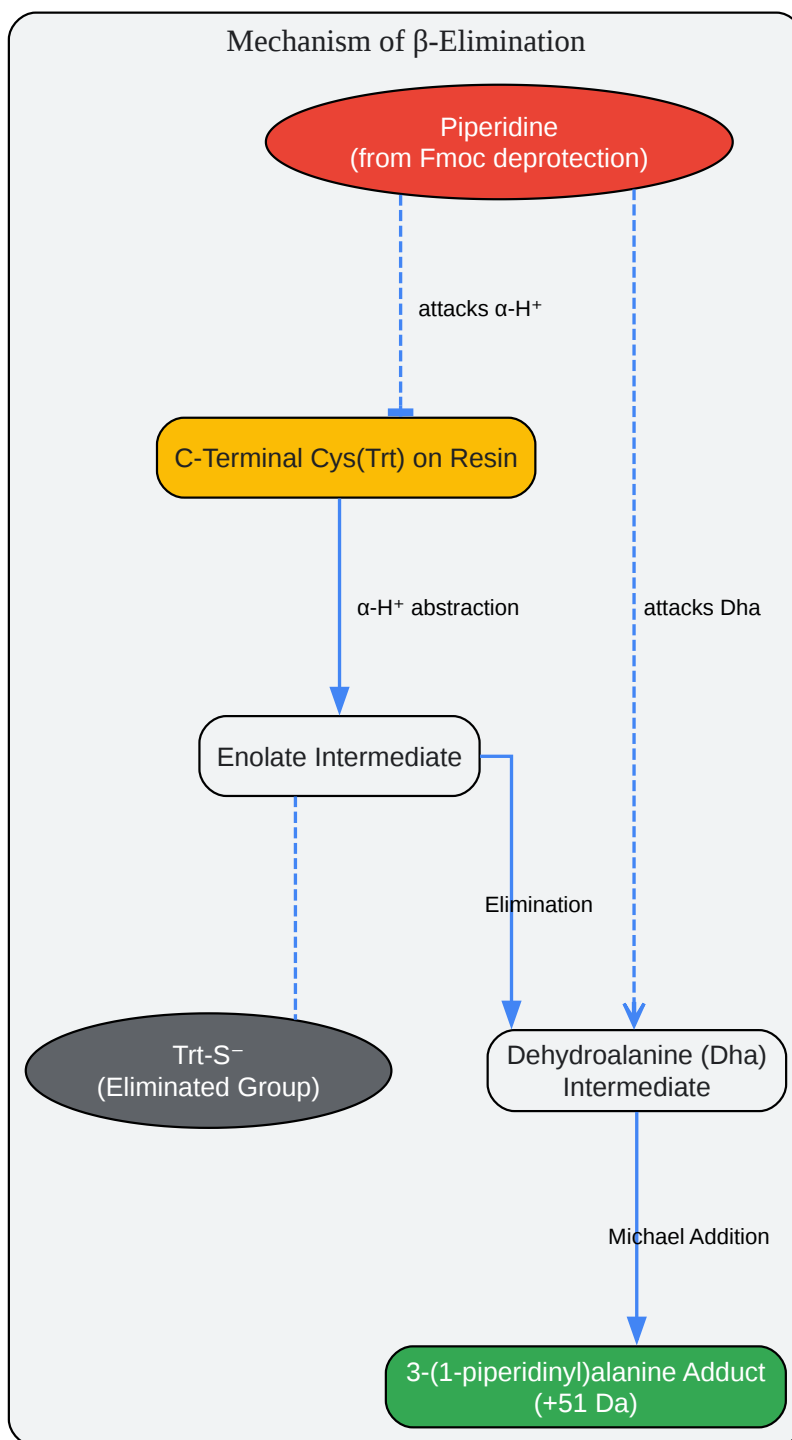 Mechanism of β-Elimination
Piperidine
(from Fmoc deprotection)
attacks α-H⁺
C-Terminal Cys(Trt) on Resin
α-H⁺ abstraction
attacks Dha
Enolate Intermediate
Elimination
Trt-S⁻
(Eliminated Group)
Dehydroalanine (Dha)
Intermediate
Michael Addition
3-(1-piperidinyl)alanine Adduct
(+51 Da)